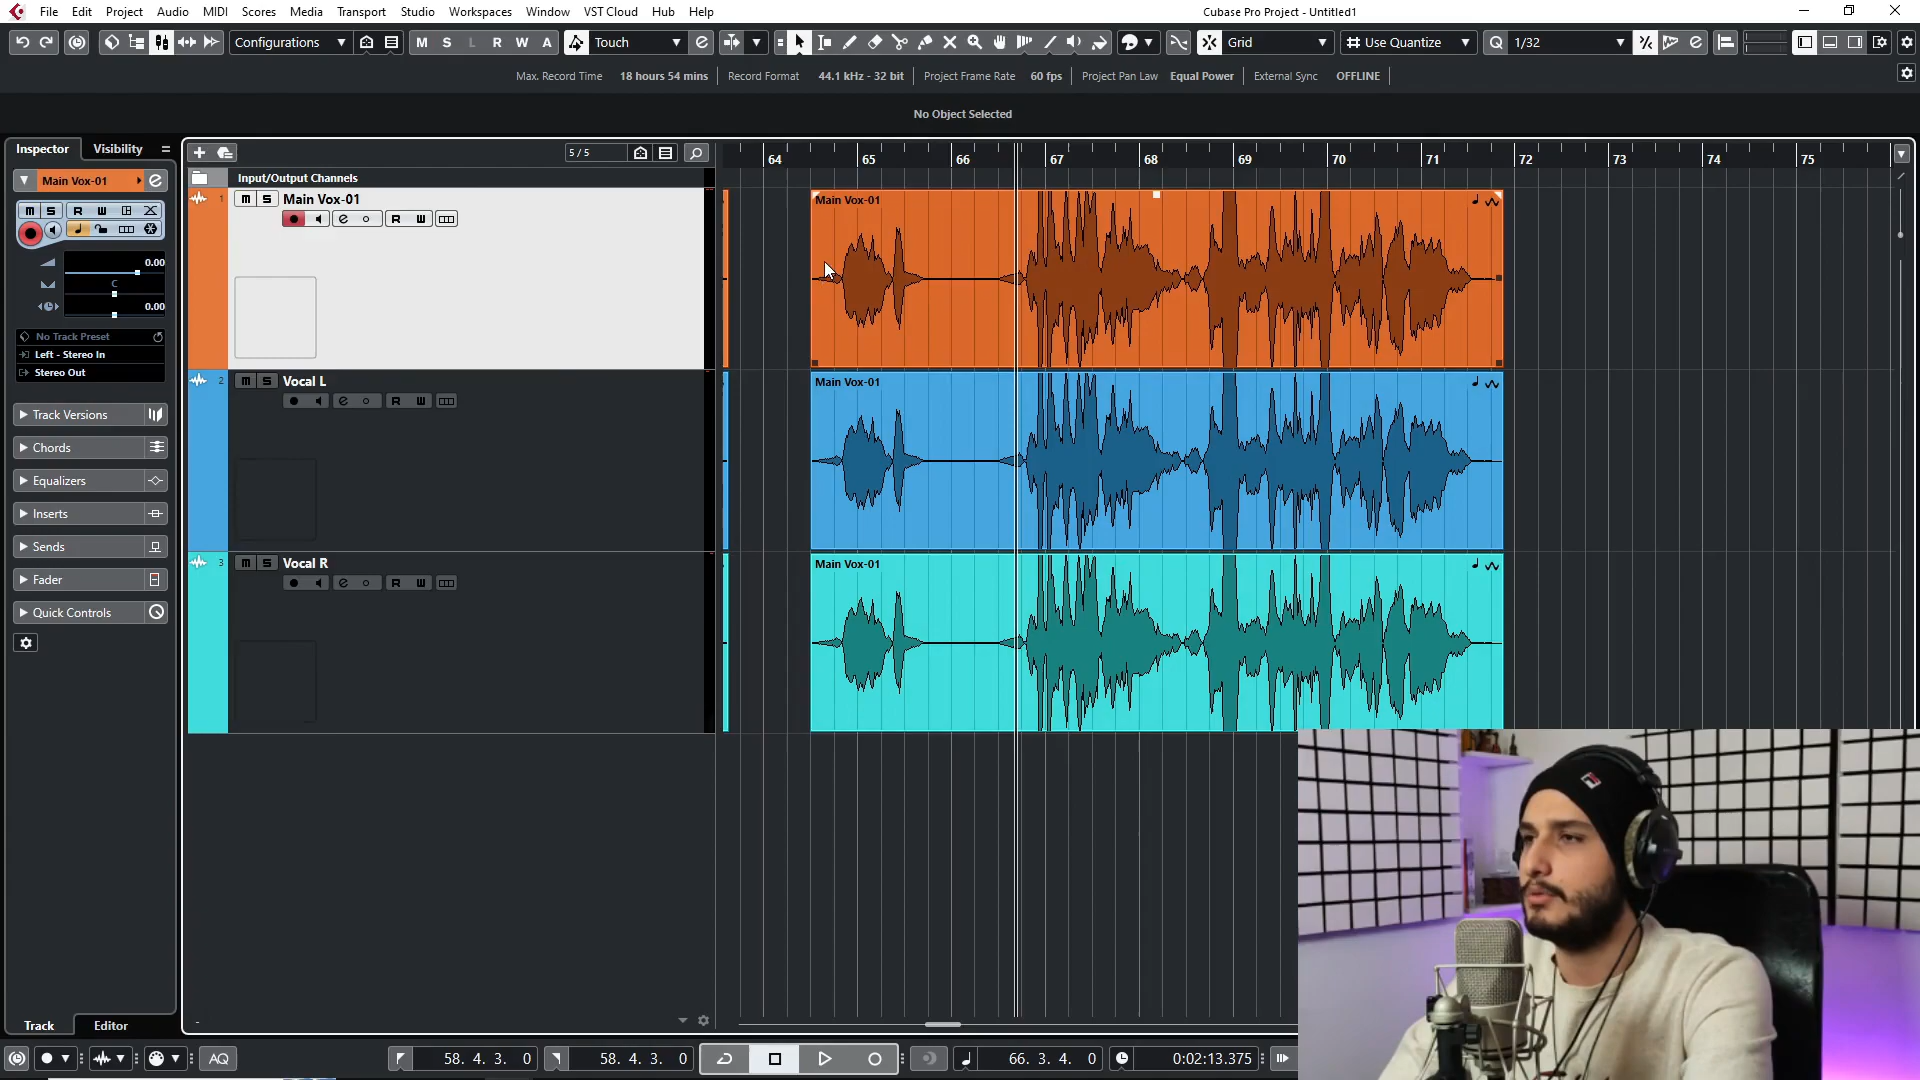 File Edit Project Audio MIDI Scores Media Transport Studio Workspaces Window VST Cloud Hub Help
Cubase Pro Project - Untitled1
Configurations M S L R W A Touch Grid # Use Quantize Q 1/32
Max. Record Time 18 hours 54 mins Record Format 44.1 kHz - 32 bit Project Frame Rate 60 fps Project Pan Law Equal Power External Sync OFFLINE
No Object Selected
Inspector Visibility
5 / 5
64 65 66 67 68 69 70 71 72 73 74 75
Main Vox-01
Input/Output Channels
1 m S Main Vox-01
R W
Main Vox-01
m S R W
0.00
C
0.00
No Track Preset
Left - Stereo In
Stereo Out
2 m S Vocal L
R W
Main Vox-01
Track Versions
Chords
Equalizers
Inserts
Sends
Fader
Quick Controls
3 m S Vocal R
R W
Main Vox-01
FILA
Track Editor
AQ 58. 4. 3. 0 58. 4. 3. 0 66. 3. 4. 0 0:02:13.375